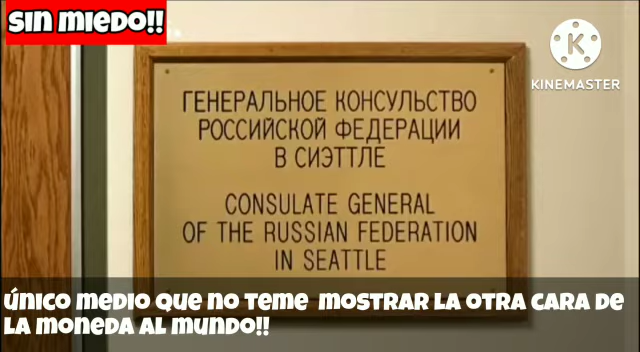 sin miedo!!
KINEMASTER
ГЕНЕРАЛЬНОЕ КОНСУЛЬСТВО
РОССИЙСКОЙ ФЕДЕРАЦИИ
В СИЭТТЛЕ
CONSULATE GENERAL
OF THE RUSSIAN FEDERATION
IN SEATTLE
único medio que no teme mostrar la otra cara de
la moneda al mundo!!